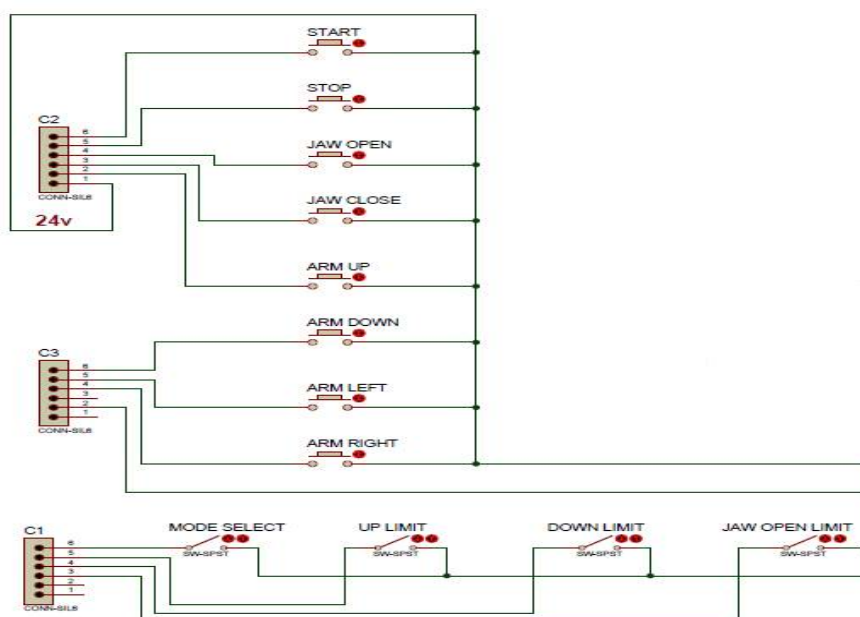 START
STOP
C2
6
5
4
3
2
1
JAW OPEN
CONN-SIL6
JAW CLOSE
24v
ARM UP
ARM DOWN
C3
6
5
4
3
2
1
ARM LEFT
CONN-SIL6
ARM RIGHT
C1
MODE SELECT
UP LIMIT
DOWN LIMIT
JAW OPEN LIMIT
6
5
4
3
2
1
SW-SPST
SW-SPST
SW-SPST
SW-SPST
CONN-SIL6